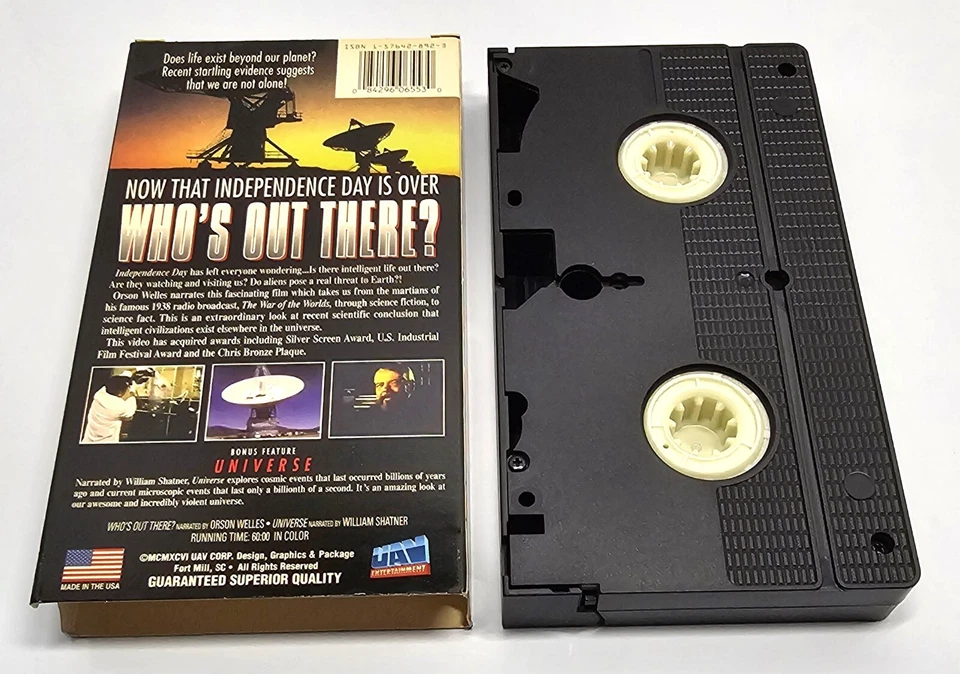 Does life exist beyond our planet?
Recent startling evidence suggests
that we are not alone!
ISBN 1-57642-892-3
0 84296 06553 0
NOW THAT INDEPENDENCE DAY IS OVER
WHO'S OUT THERE?
Independence Day has left everyone wondering...Is there intelligent life out there?
Are they watching and visiting us? Do aliens pose a real threat to Earth?!
Orson Welles narrates this fascinating film which takes us from the martians of
his famous 1938 radio broadcast, The War of the Worlds, through science fiction, to
science fact. This is an extraordinary look at recent scientific conclusion that
intelligent civilizations exist elsewhere in the universe.
This video has acquired awards including Silver Screen Award, U.S. Industrial
Film Festival Award and the Chris Bronze Plaque.
BONUS FEATURE
UNIVERSE
Narrated by William Shatner, Universe explores cosmic events that last occurred billions of years
ago and current microscopic events that last only a billionth of a second. It's an amazing look at
our awesome and incredibly violent universe.
WHO'S OUT THERE? NARRATED BY ORSON WELLES • UNIVERSE NARRATED BY WILLIAM SHATNER
RUNNING TIME: 60:00 IN COLOR
MADE IN THE USA
©MCMXCVI UAV CORP. Design, Graphics & Package
Fort Mill, SC • All Rights Reserved
GUARANTEED SUPERIOR QUALITY
UAV
ENTERTAINMENT